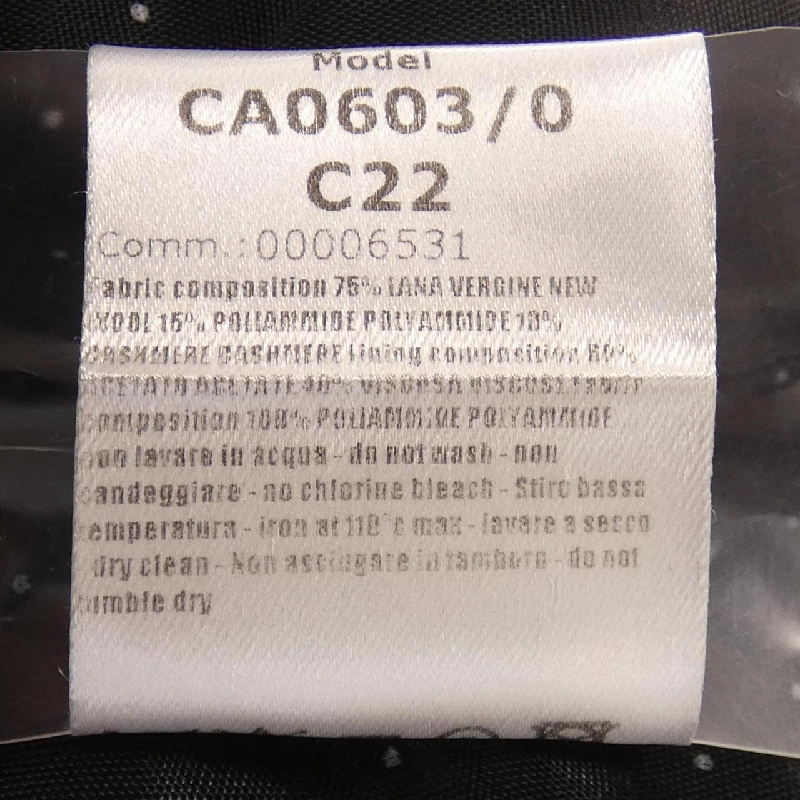 Model
CA0603/0
C22
Comm.:00006531
Fabric composition 75% LANA VERGINE NEW
WOOL 15% POLIAMMIDE POLYAMMIDE 10%
CASHMERE CASHMERE lining composition 60%
ACETATO ACETATE 40% VISCOSA VISCOSE Fabric
composition 100% POLIAMMIDE POLYAMMIDE
non lavare in acqua - do not wash - non
candeggiare - no chlorine bleach - Stiro bassa
temperatura - iron at 110°c max - lavare a secco
dry clean - Non asciugare in tamburo - do not
tumble dry